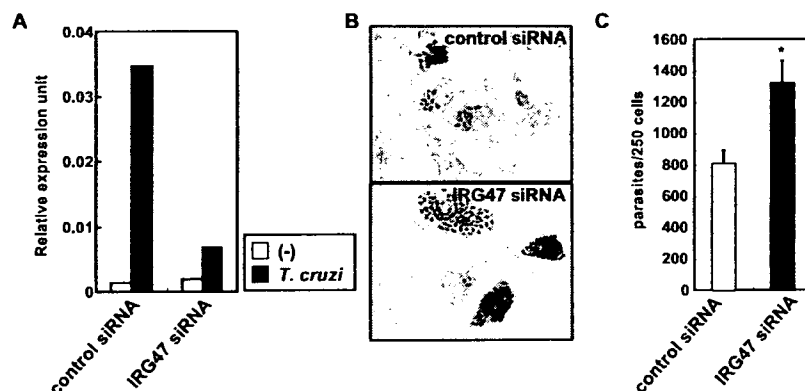 A
0.04
0.03
0.02
0.01
0
Relative expression unit
control siRNA
IRG47 siRNA
(-)
T. cruzi
B
control siRNA
IRG47 siRNA
C
1600
1400
1200
1000
800
600
400
200
0
parasites/250 cells
*
control siRNA
IRG47 siRNA